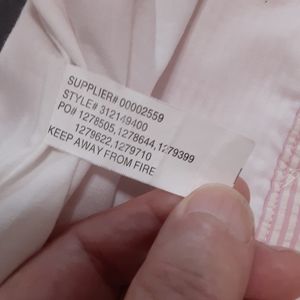 SUPPLIER# 00002559
STYLE# 312149400
PO# 1278505,1278644,1279399
1279622,1279710
KEEP AWAY FROM FIRE